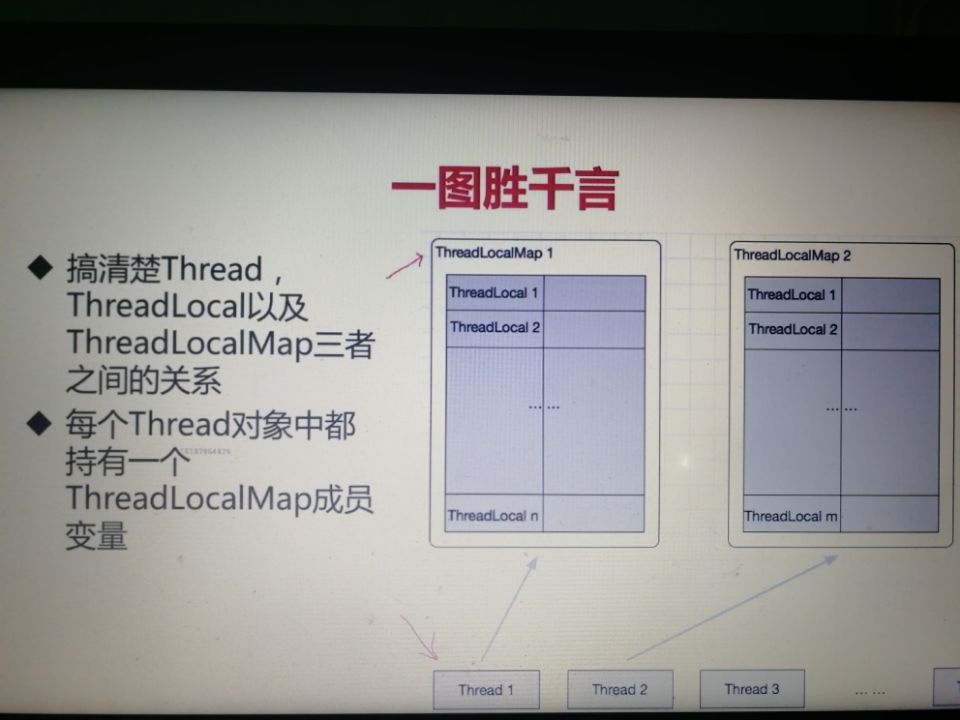 一图胜千言
◆ 搞清楚Thread，
ThreadLocal以及
ThreadLocalMap三者
之间的关系
◆ 每个Thread对象中都
持有一个
ThreadLocalMap成员
变量
ThreadLocalMap 1
ThreadLocal 1
ThreadLocal 2
... ...
ThreadLocal n
ThreadLocalMap 2
ThreadLocal 1
ThreadLocal 2
... ...
ThreadLocal m
Thread 1
Thread 2
Thread 3
... ...